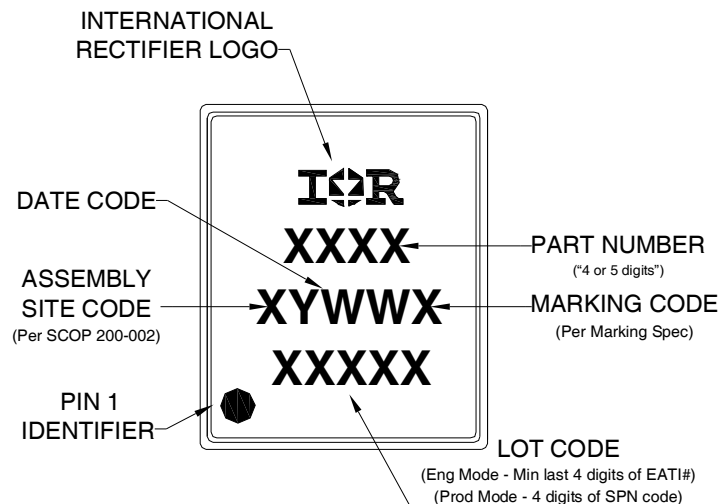 INTERNATIONAL
RECTIFIER LOGO
IOR
DATE CODE
XXXX
PART NUMBER
(“4 or 5 digits”)
ASSEMBLY
SITE CODE
(Per SCOP 200-002)
XYWWX
MARKING CODE
(Per Marking Spec)
XXXXX
PIN 1
IDENTIFIER
LOT CODE
(Eng Mode - Min last 4 digits of EATI#)
(Prod Mode - 4 digits of SPN code)